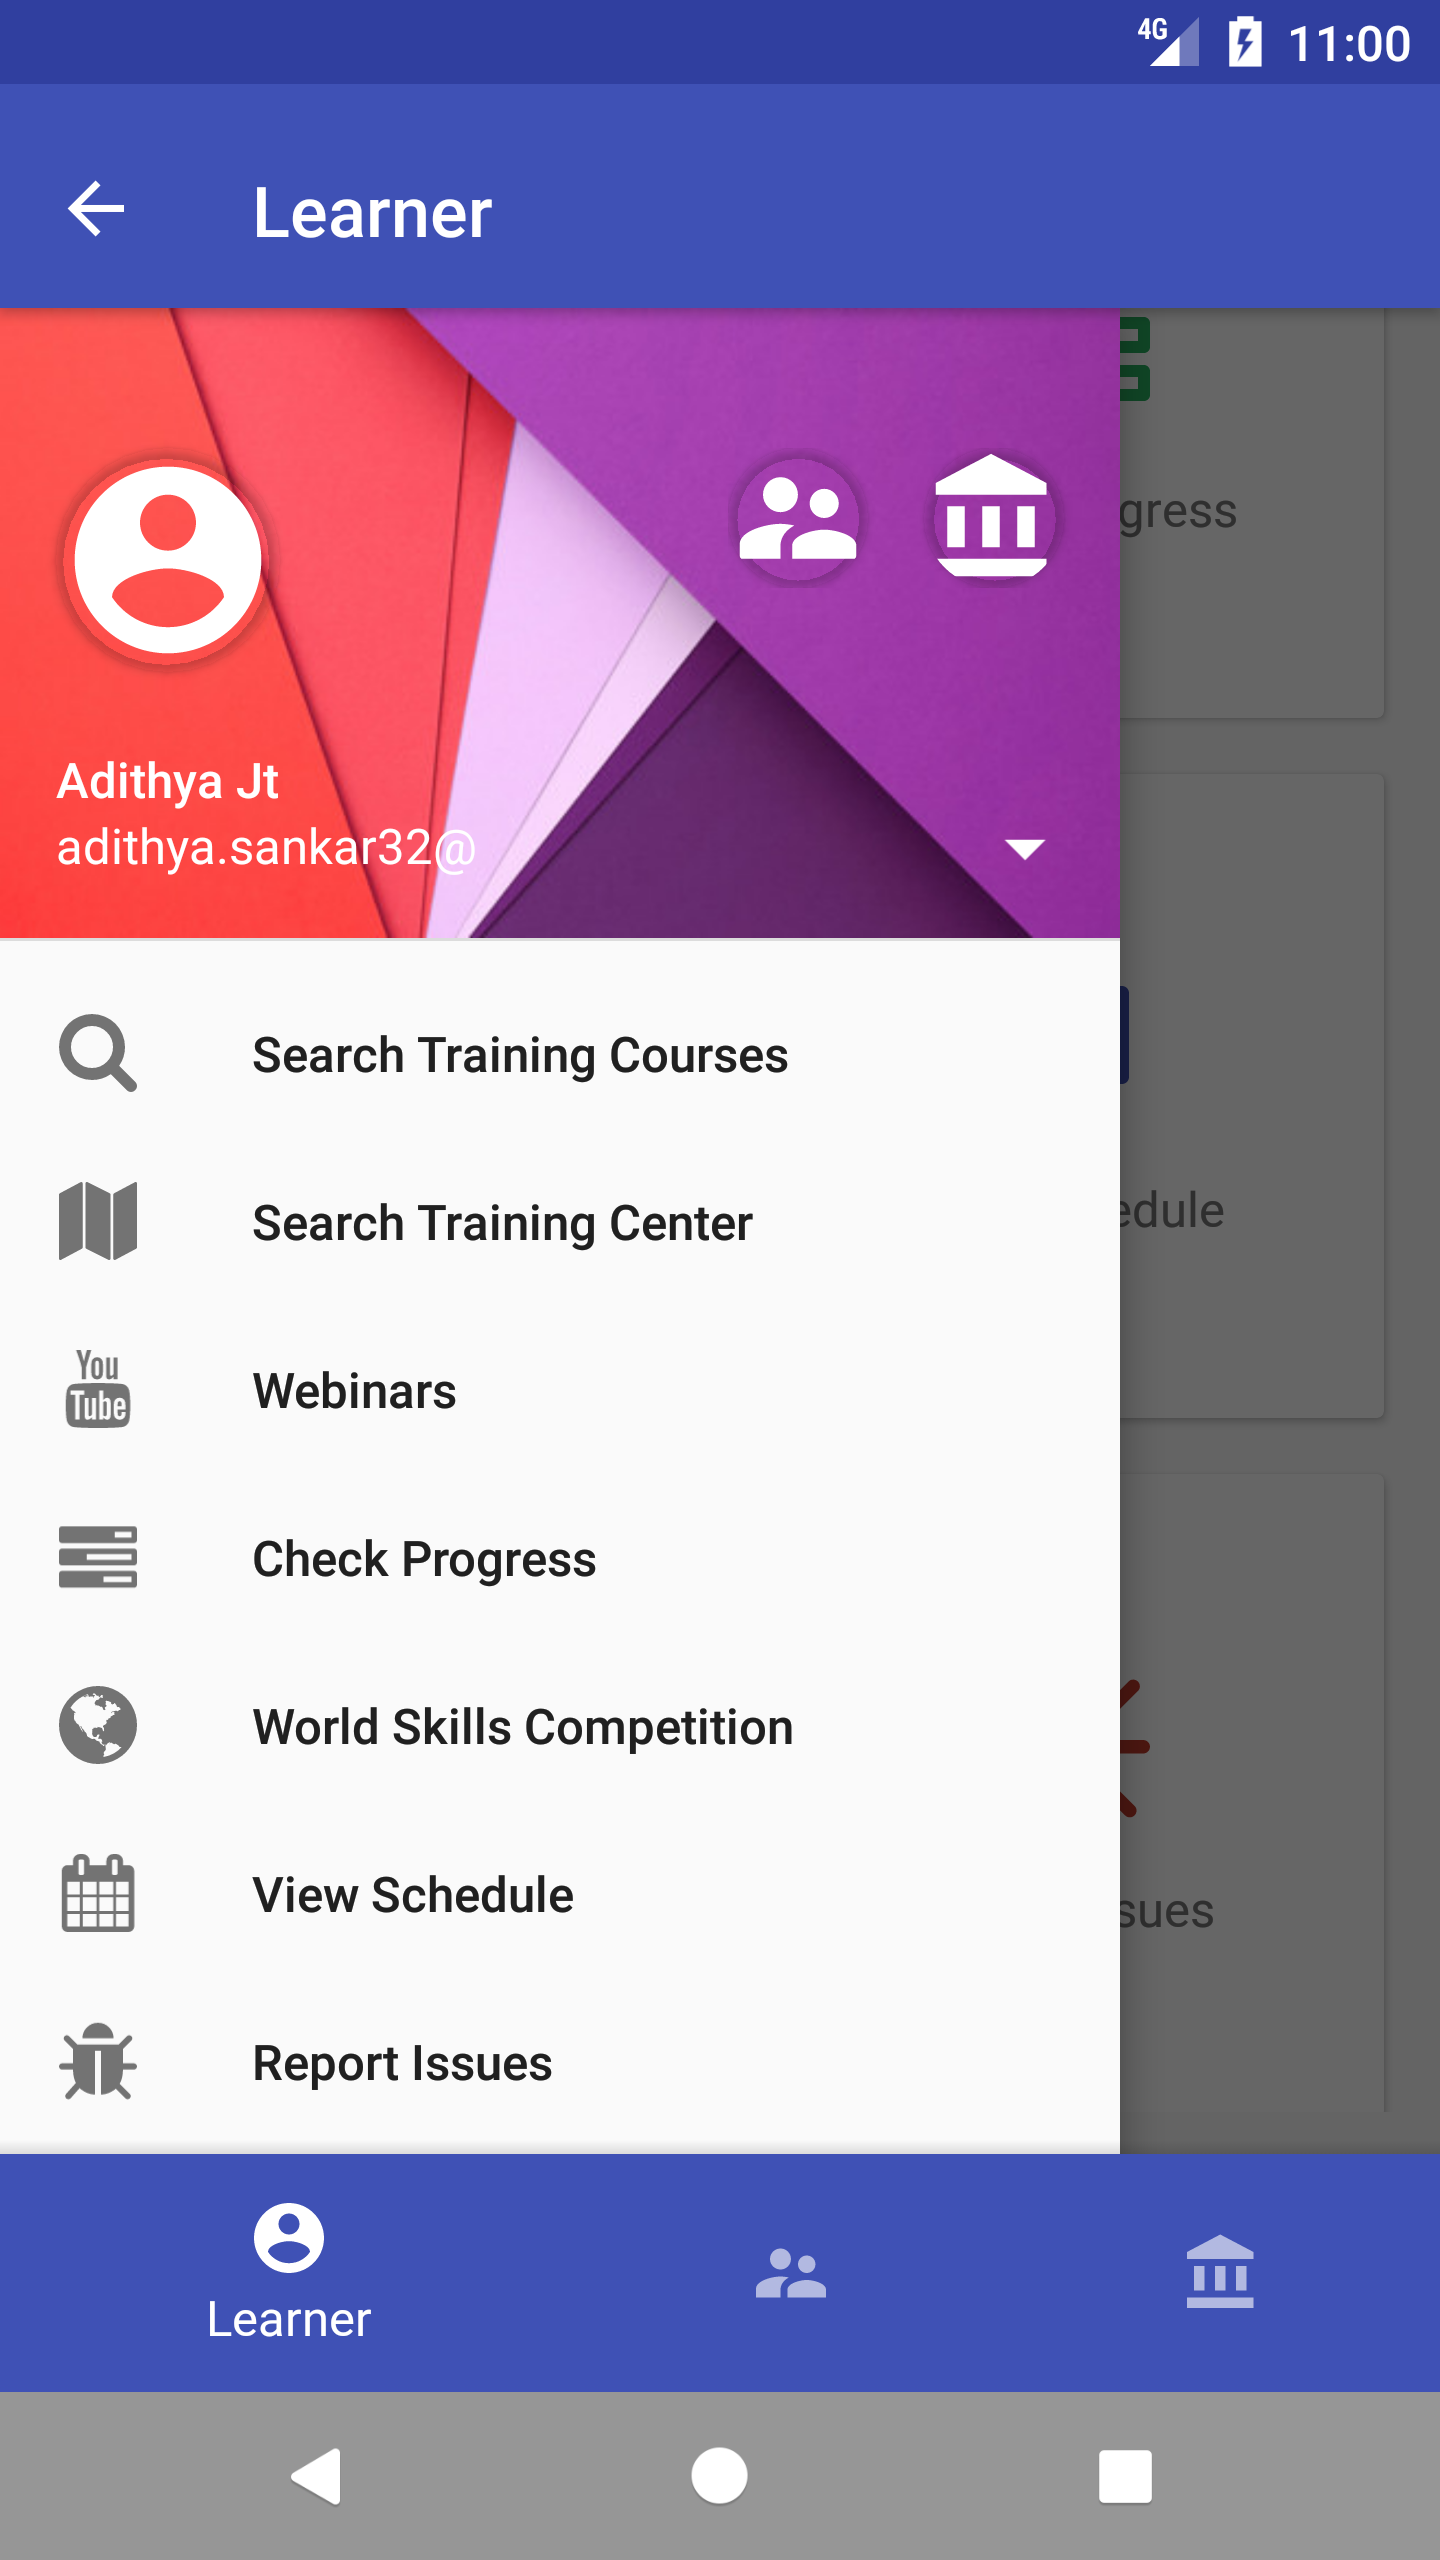 4G 11:00
Learner
gress
Adithya Jt
adithya.sankar32@
Search Training Courses
Search Training Center
edule
You
Tube
Webinars
Check Progress
World Skills Competition
View Schedule
sues
Report Issues
Learner